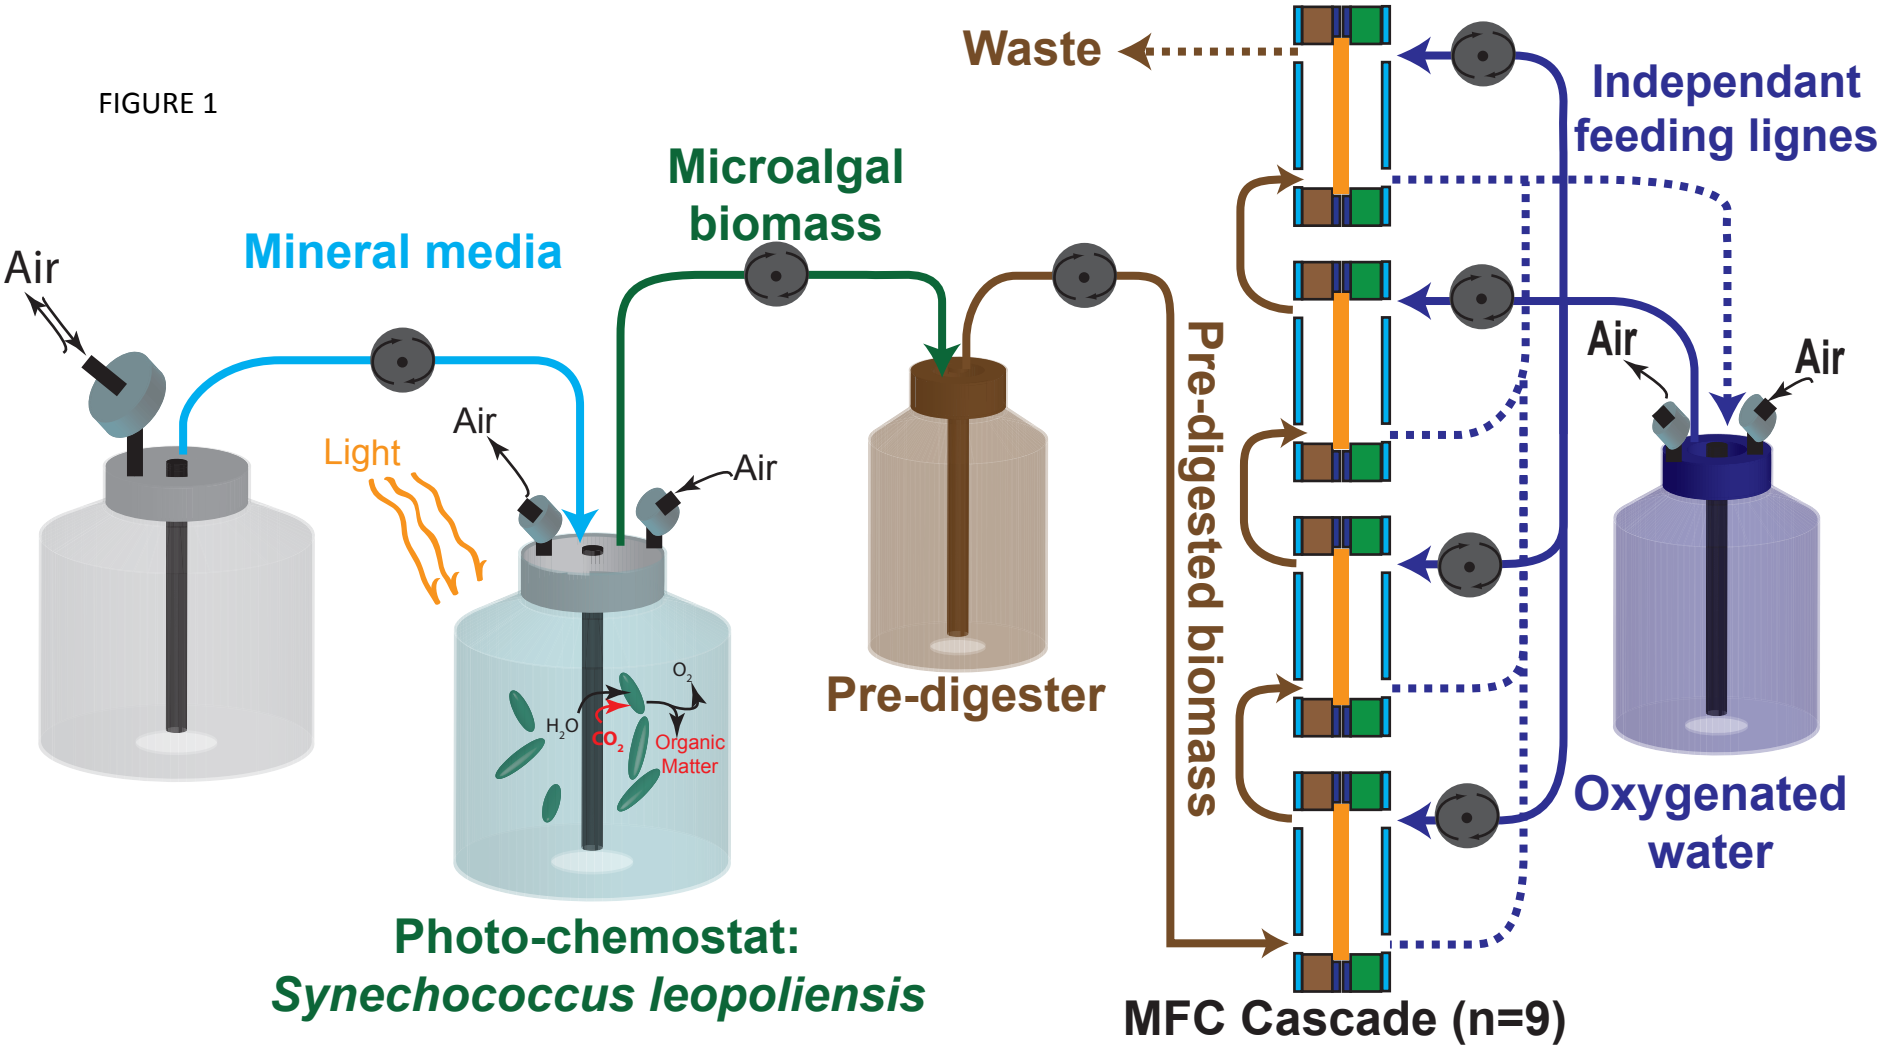 FIGURE 1
Waste
Independant
feeding lignes
Microalgal
biomass
Mineral media
Air
Light
Air
Air
Air
Air
Pre-digested biomass
H2O
CO2
O2
Organic
Matter
Pre-digester
Oxygenated
water
Photo-chemostat:
Synechococcus leopoliensis
MFC Cascade (n=9)